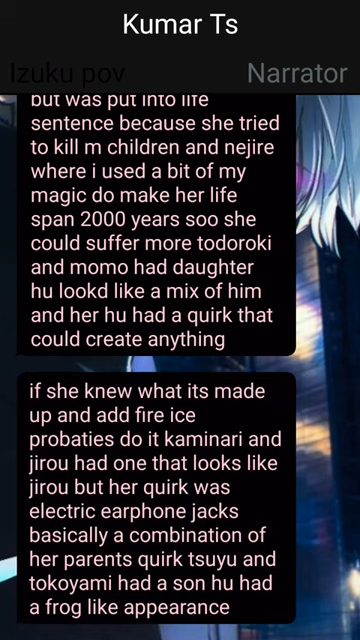 Kumar Ts
Izuku pov
Narrator
but was put into life
sentence because she tried
to kill m children and nejire
where i used a bit of my
magic do make her life
span 2000 years soo she
could suffer more todoroki
and momo had daughter
hu lookd like a mix of him
and her hu had a quirk that
could create anything
if she knew what its made
up and add fire ice
probaties do it kaminari and
jirou had one that looks like
jirou but her quirk was
electric earphone jacks
basically a combination of
her parents quirk tsuyu and
tokoyami had a son hu had
a frog like appearance